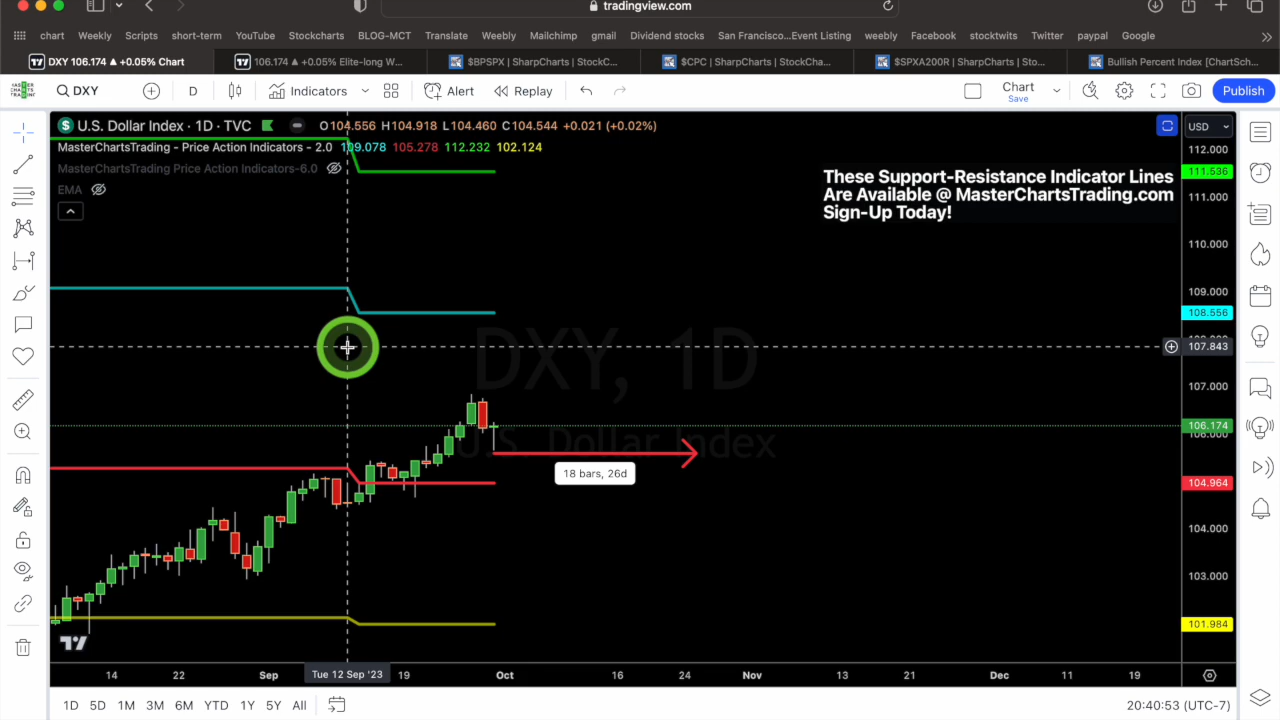 tradingview.com
chart Weekly Scripts short-term YouTube Stockcharts BLOG-MCT Translate Weebly Mailchimp gmail Dividend stocks San Francisco...Event Listing weebly Facebook stocktwits Twitter paypal Google
DXY 106.174 ▲ +0.05% Chart
106.174 ▲ +0.05% Elite-long W...
$BPSPX | SharpCharts | StockC...
$CPC | SharpCharts | StockCha...
$SPXA200R | SharpCharts | Sto...
Bullish Percent Index [ChartSch...
MASTER CHARTS TRADING
DXY
D
Indicators
Alert
Replay
Chart
Save
Publish
U.S. Dollar Index · 1D · TVC
O104.556 H104.918 L104.460 C104.544 +0.021 (+0.02%)
USD
MasterChartsTrading - Price Action Indicators - 2.0 109.078 105.278 112.232 102.124
MasterChartsTrading Price Action Indicators-6.0
EMA
These Support-Resistance Indicator Lines
Are Available @ MasterChartsTrading.com
Sign-Up Today!
112.000
111.536
111.000
110.000
109.000
108.556
107.843
107.000
106.174
106.000
104.964
104.000
103.000
101.984
DXY, 1D
U.S. Dollar Index
18 bars, 26d
14 22 Sep Tue 12 Sep '23 19 Oct 16 24 Nov 13 21 Dec 11 19
1D 5D 1M 3M 6M YTD 1Y 5Y All
20:40:53 (UTC-7)